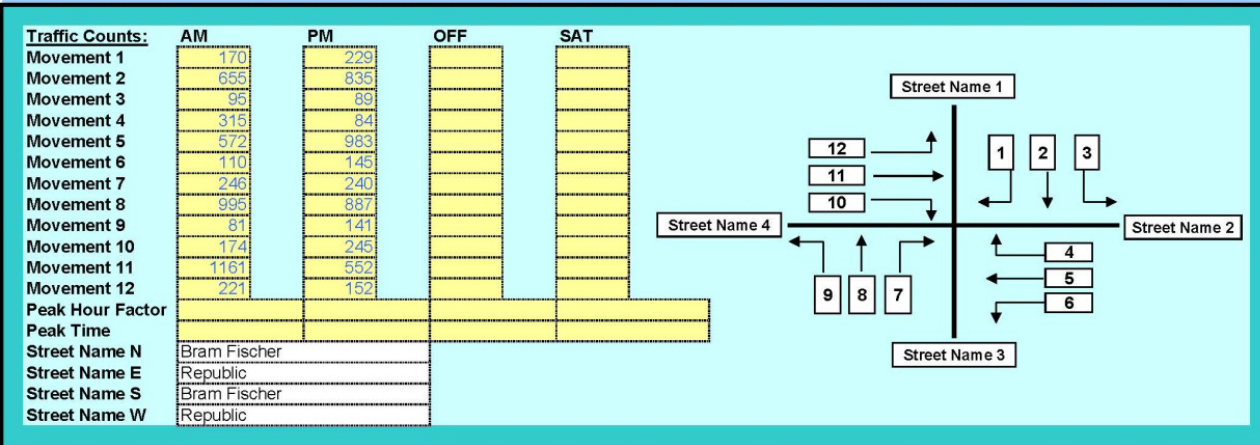 Traffic Counts: AM PM OFF SAT
Movement 1 170 229
Movement 2 655 835
Movement 3 95 89
Movement 4 315 84
Movement 5 572 983
Movement 6 110 145
Movement 7 246 240
Movement 8 995 887
Movement 9 81 141
Movement 10 174 245
Movement 11 1161 552
Movement 12 221 152
Peak Hour Factor
Peak Time
Street Name N Bram Fischer
Street Name E Republic
Street Name S Bram Fischer
Street Name W Republic
Street Name 1
12
11
10
1 2 3
Street Name 4
Street Name 2
9 8 7
4
5
6
Street Name 3